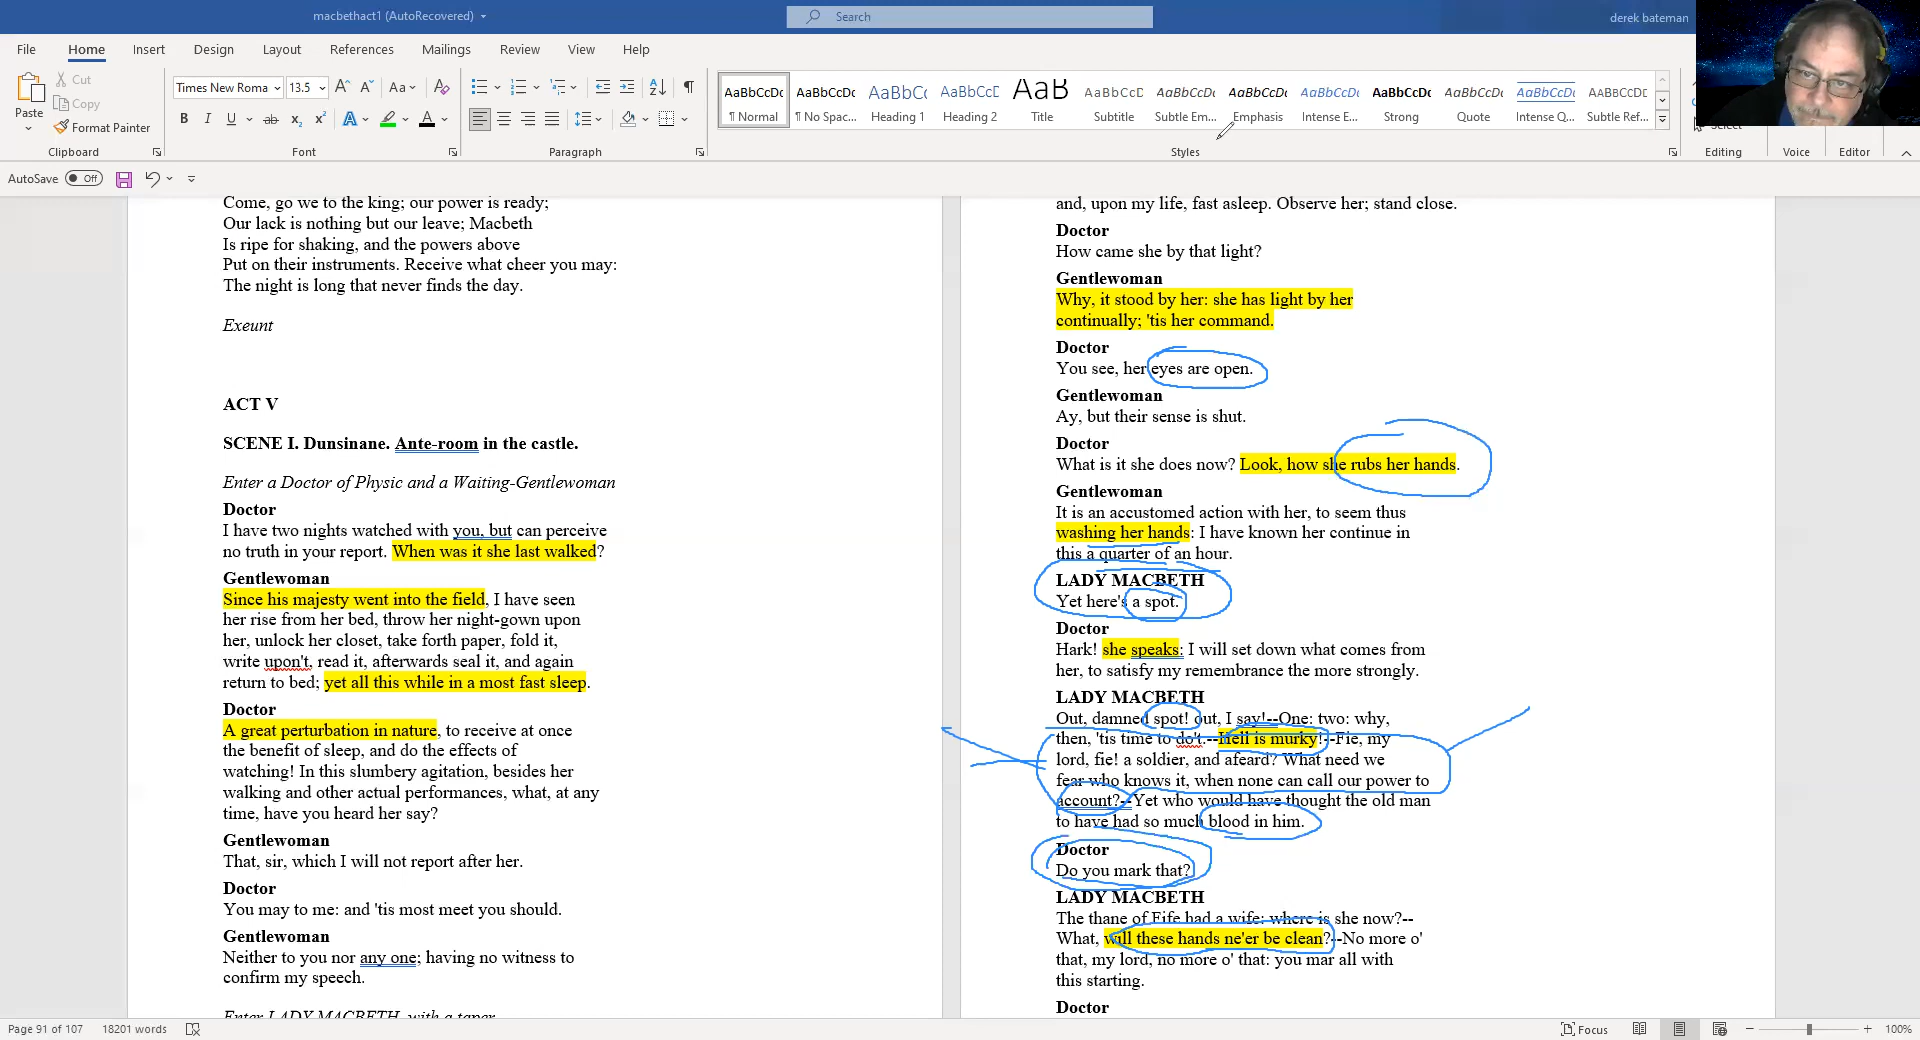 macbethact1 (AutoRecovered)
Search
derek bateman
File Home Insert Design Layout References Mailings Review View Help
Paste
Cut
Copy
Format Painter
Clipboard
Times New Roma 13.5
Font
Paragraph
AaBbCcDc AaBbCcDc AaBbCc AaBbCcD AaB AaBbCcD AaBbCcDc AaBbCcDc AaBbCcDc AaBbCcDc AaBbCcDc AaBbCcDc AaBbCcDc
¶ Normal ¶ No Spac... Heading 1 Heading 2 Title Subtitle Subtle Em... Emphasis Intense E... Strong Quote Intense Q... Subtle Ref...
Styles
Select
Editing
Voice
Editor
AutoSave Off
Come, go we to the king; our power is ready;
Our lack is nothing but our leave; Macbeth
Is ripe for shaking, and the powers above
Put on their instruments. Receive what cheer you may:
The night is long that never finds the day.
Exeunt
ACT V
SCENE I. Dunsinane. Ante-room in the castle.
Enter a Doctor of Physic and a Waiting-Gentlewoman
Doctor
I have two nights watched with you, but can perceive
no truth in your report. When was it she last walked?
Gentlewoman
Since his majesty went into the field, I have seen
her rise from her bed, throw her night-gown upon
her, unlock her closet, take forth paper, fold it,
write upon't, read it, afterwards seal it, and again
return to bed; yet all this while in a most fast sleep.
Doctor
A great perturbation in nature, to receive at once
the benefit of sleep, and do the effects of
watching! In this slumbery agitation, besides her
walking and other actual performances, what, at any
time, have you heard her say?
Gentlewoman
That, sir, which I will not report after her.
Doctor
You may to me: and 'tis most meet you should.
Gentlewoman
Neither to you nor any one; having no witness to
confirm my speech.
Enter LADY MACBETH, with a taper
and, upon my life, fast asleep. Observe her; stand close.
Doctor
How came she by that light?
Gentlewoman
Why, it stood by her: she has light by her
continually; 'tis her command.
Doctor
You see, her eyes are open.
Gentlewoman
Ay, but their sense is shut.
Doctor
What is it she does now? Look, how she rubs her hands.
Gentlewoman
It is an accustomed action with her, to seem thus
washing her hands: I have known her continue in
this a quarter of an hour.
LADY MACBETH
Yet here's a spot.
Doctor
Hark! she speaks: I will set down what comes from
her, to satisfy my remembrance the more strongly.
LADY MACBETH
Out, damned spot! out, I say!--One: two: why,
then, 'tis time to do't.--Hell is murky!--Fie, my
lord, fie! a soldier, and afeard? What need we
fear who knows it, when none can call our power to
account?--Yet who would have thought the old man
to have had so much blood in him.
Doctor
Do you mark that?
LADY MACBETH
The thane of Fife had a wife: where is she now?--
What, will these hands ne'er be clean?--No more o'
that, my lord, no more o' that: you mar all with
this starting.
Doctor
Page 91 of 107 18201 words
Focus
100%